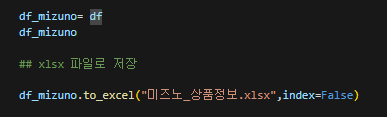 df_mizuno= df
df_mizuno
## xlsx 파일로 저장
df_mizuno.to_excel("미즈노_상품정보.xlsx",index=False)